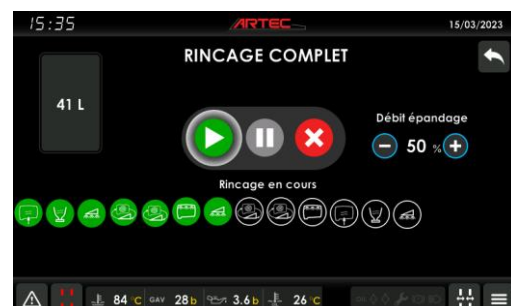 15:35
ARTEC
15/03/2023
RINCAGE COMPLET
41 L
Débit épandage
50 %
Rincage en cours
84 °C GAV 28 b 3.6 b 26 °C